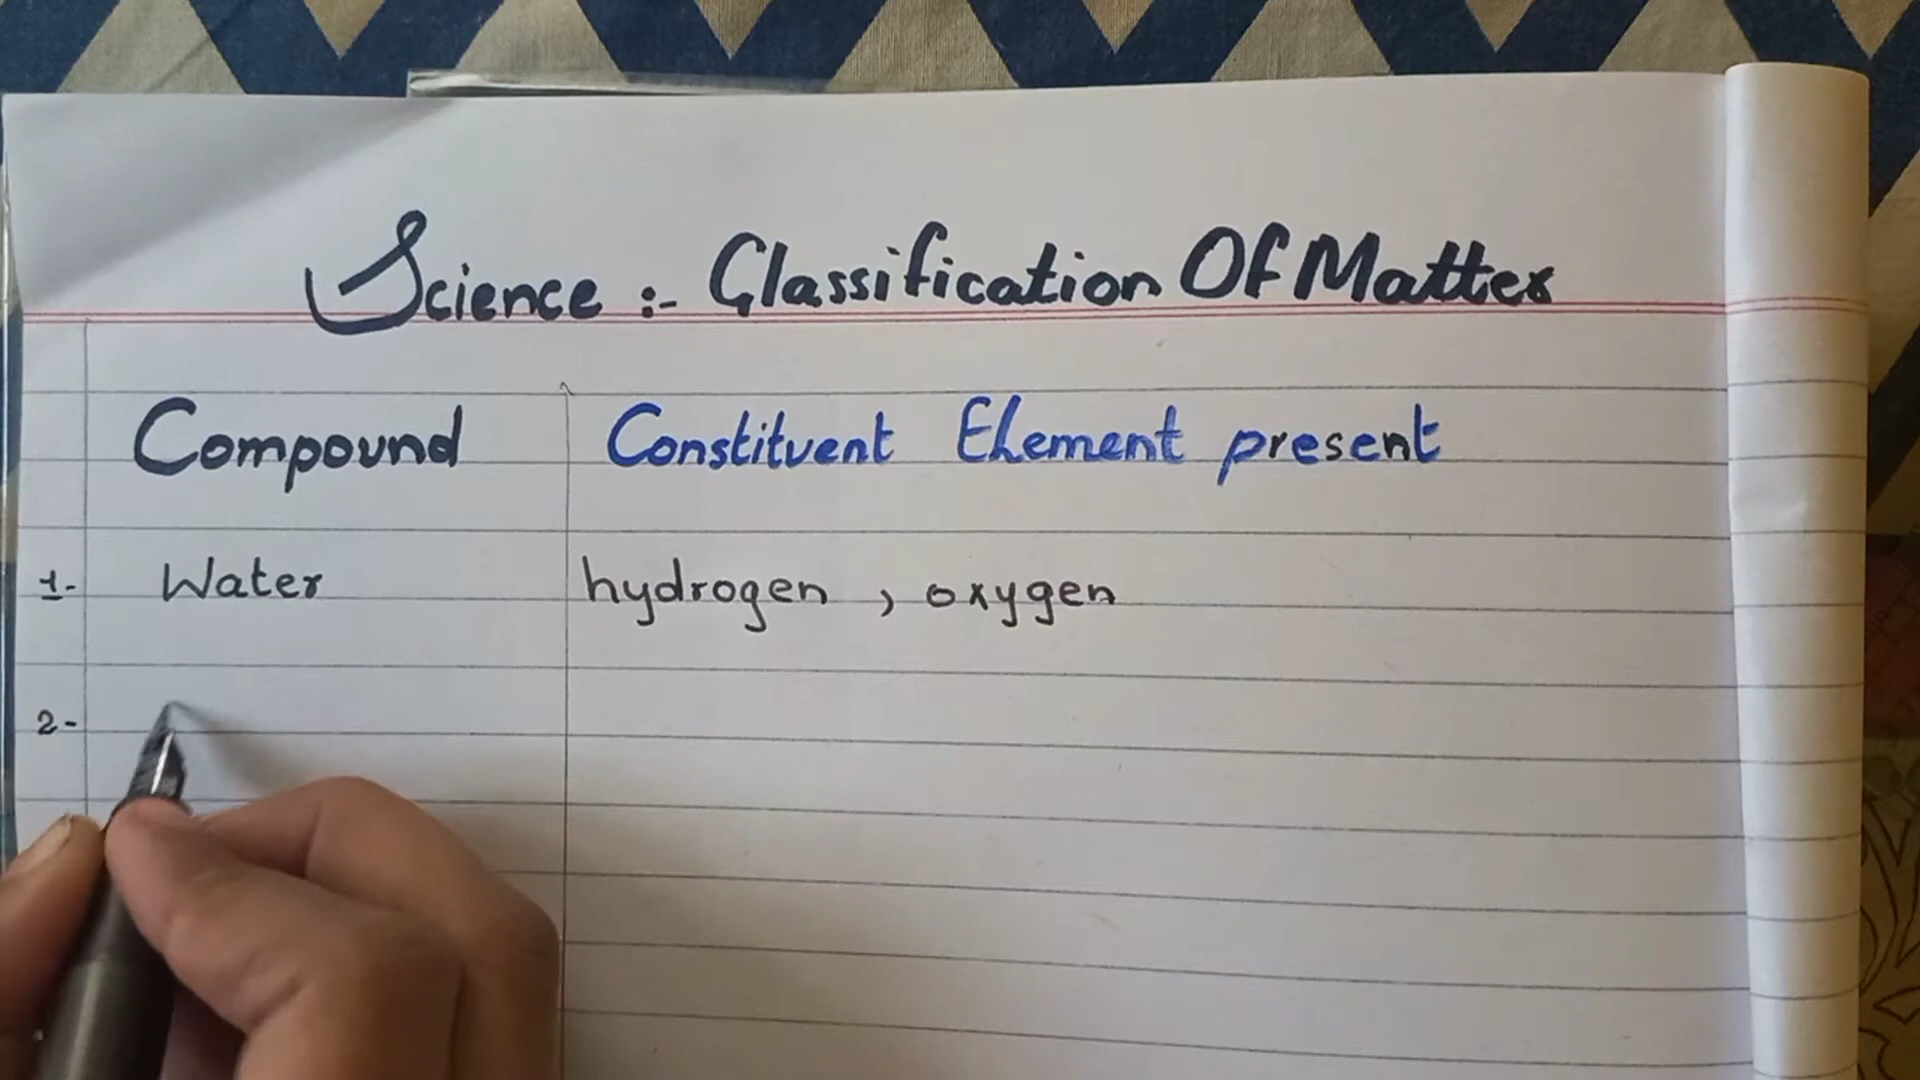 Science :- Classification Of Matter
Compound Constituent Element present
1- Water hydrogen , oxygen
2-